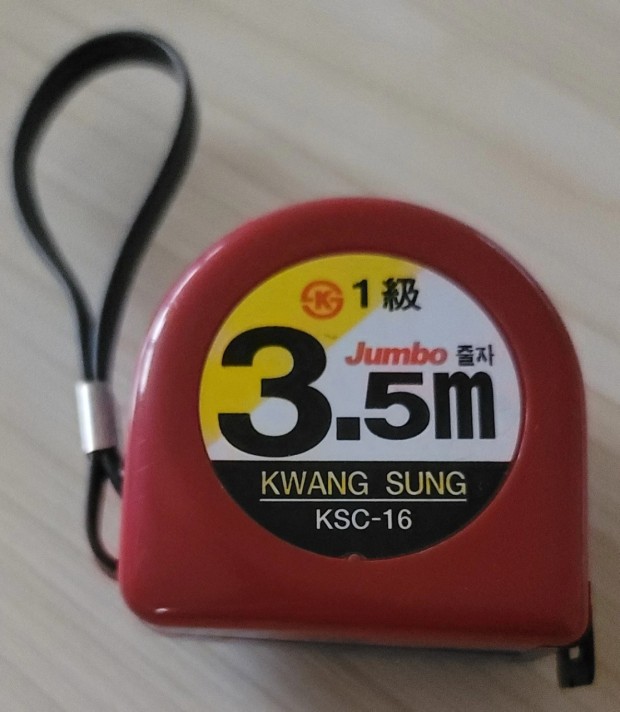 1級
Jumbo 줄자
3.5m
KWANG SUNG
KSC-16